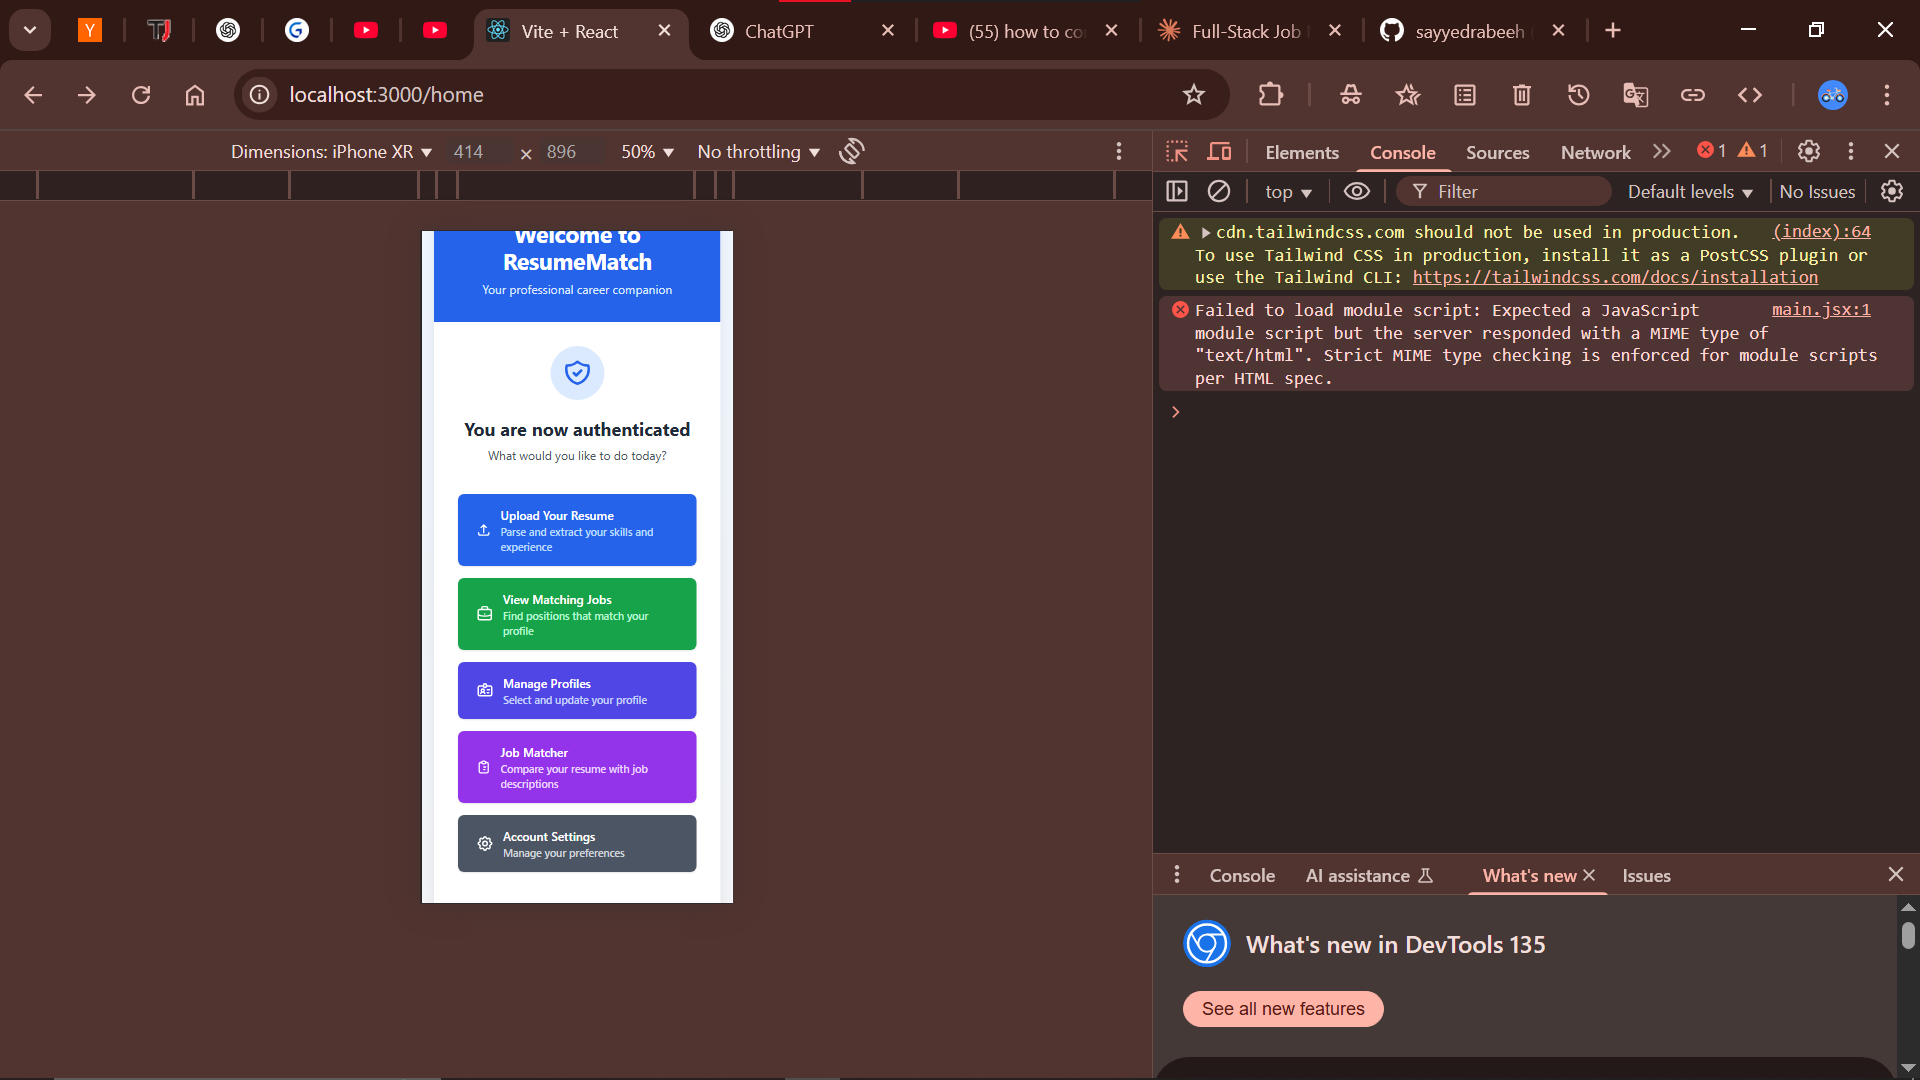 Vite + React
ChatGPT
(55) how to co
Full-Stack Job
sayyedrabeeh
localhost:3000/home
Dimensions: iPhone XR
414 × 896
50%
No throttling
Elements
Console
Sources
Network
1
1
top
Filter
Default levels
No Issues
cdn.tailwindcss.com should not be used in production. (index):64
To use Tailwind CSS in production, install it as a PostCSS plugin or
use the Tailwind CLI: https://tailwindcss.com/docs/installation
Failed to load module script: Expected a JavaScript main.jsx:1
module script but the server responded with a MIME type of
"text/html". Strict MIME type checking is enforced for module scripts
per HTML spec.
Welcome to
ResumeMatch
Your professional career companion
You are now authenticated
What would you like to do today?
Upload Your Resume
Parse and extract your skills and
experience
View Matching Jobs
Find positions that match your
profile
Manage Profiles
Select and update your profile
Job Matcher
Compare your resume with job
descriptions
Account Settings
Manage your preferences
Console
AI assistance
What's new
Issues
What's new in DevTools 135
See all new features